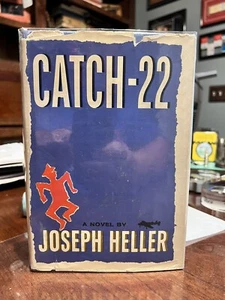 CATCH-22
A NOVEL BY
JOSEPH HELLER